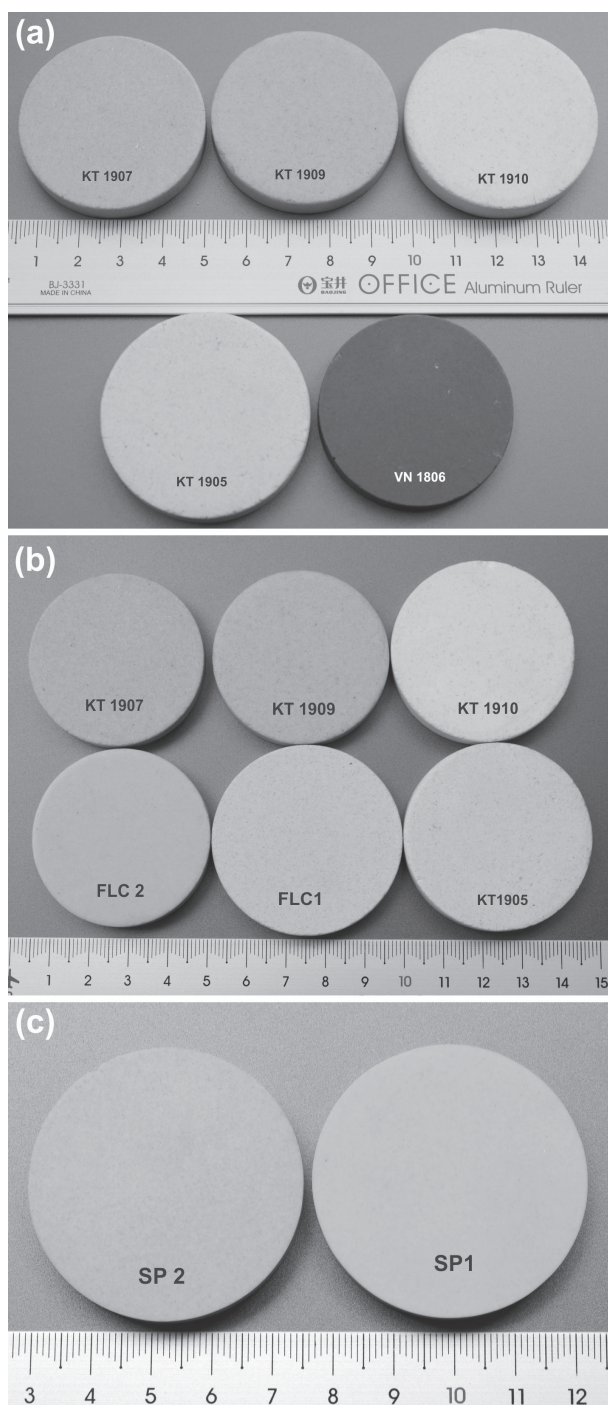 (a)
KT 1907
KT 1909
KT 1910
1 2 3 4 5 6 7 8 9 10 11 12 13 14
BJ-3331
MADE IN CHINA
宝井 OFFICE Aluminum Ruler
KT 1905
VN 1806
(b)
KT 1907
KT 1909
KT 1910
FLC 2
FLC1
KT1905
1 2 3 4 5 6 7 8 9 10 11 12 13 14 15
(c)
SP 2
SP1
3 4 5 6 7 8 9 10 11 12